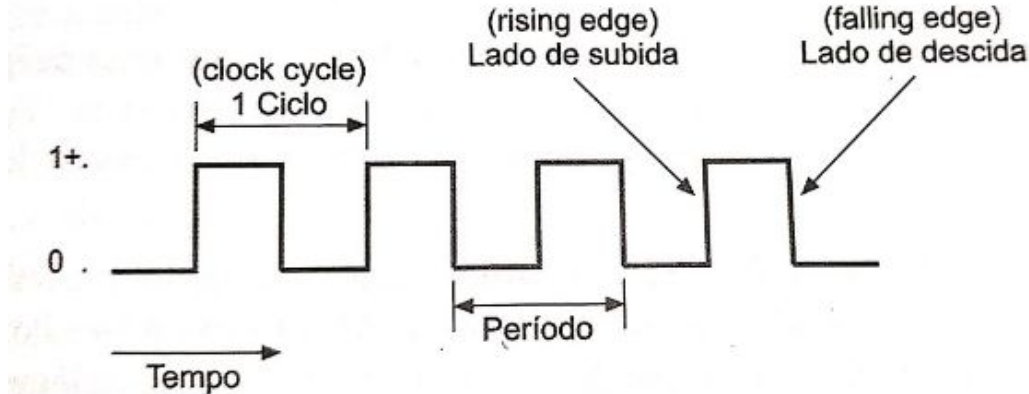 (rising edge)
Lado de subida
(falling edge)
Lado de descida
(clock cycle)
1 Ciclo
1+.
0 .
Período
Tempo